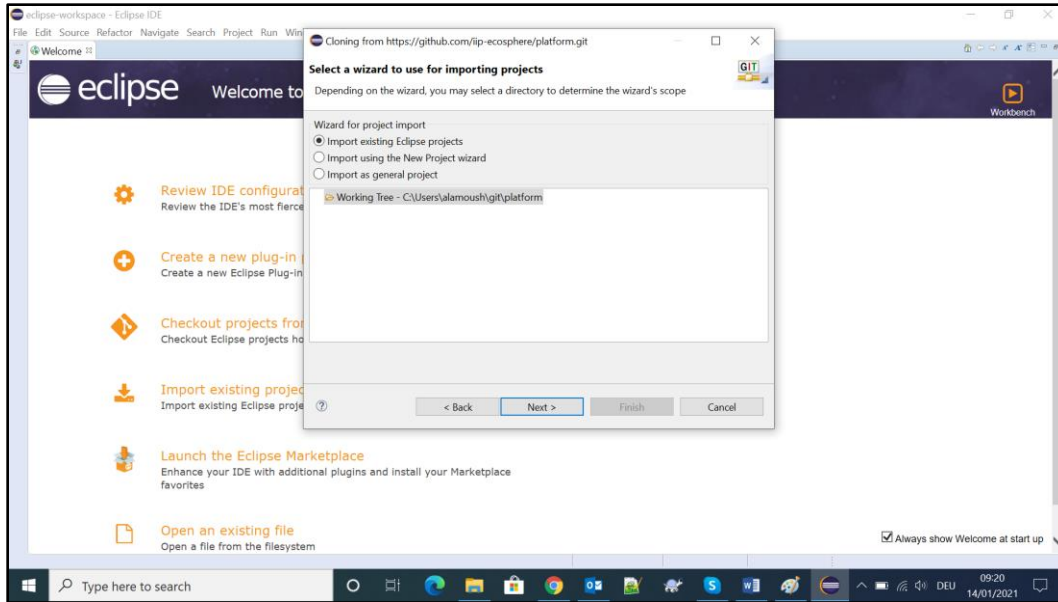 eclipse-workspace - Eclipse IDE
File Edit Source Refactor Navigate Search Project Run Win
Welcome
eclipse Welcome to
Workbench
Cloning from https://github.com/iip-ecosphere/platform.git
Select a wizard to use for importing projects
GIT
Depending on the wizard, you may select a directory to determine the wizard's scope
Wizard for project import
Import existing Eclipse projects
Import using the New Project wizard
Import as general project
Working Tree - C:\Users\alamoush\git\platform
< Back Next > Finish Cancel
Review IDE configurat
Review the IDE's most fierce
Create a new plug-in
Create a new Eclipse Plug-in
Checkout projects fro
Checkout Eclipse projects ho
Import existing projec
Import existing Eclipse proje
Launch the Eclipse Marketplace
Enhance your IDE with additional plugins and install your Marketplace
favorites
Open an existing file
Open a file from the filesystem
Always show Welcome at start up
Type here to search
DEU
09:20
14/01/2021